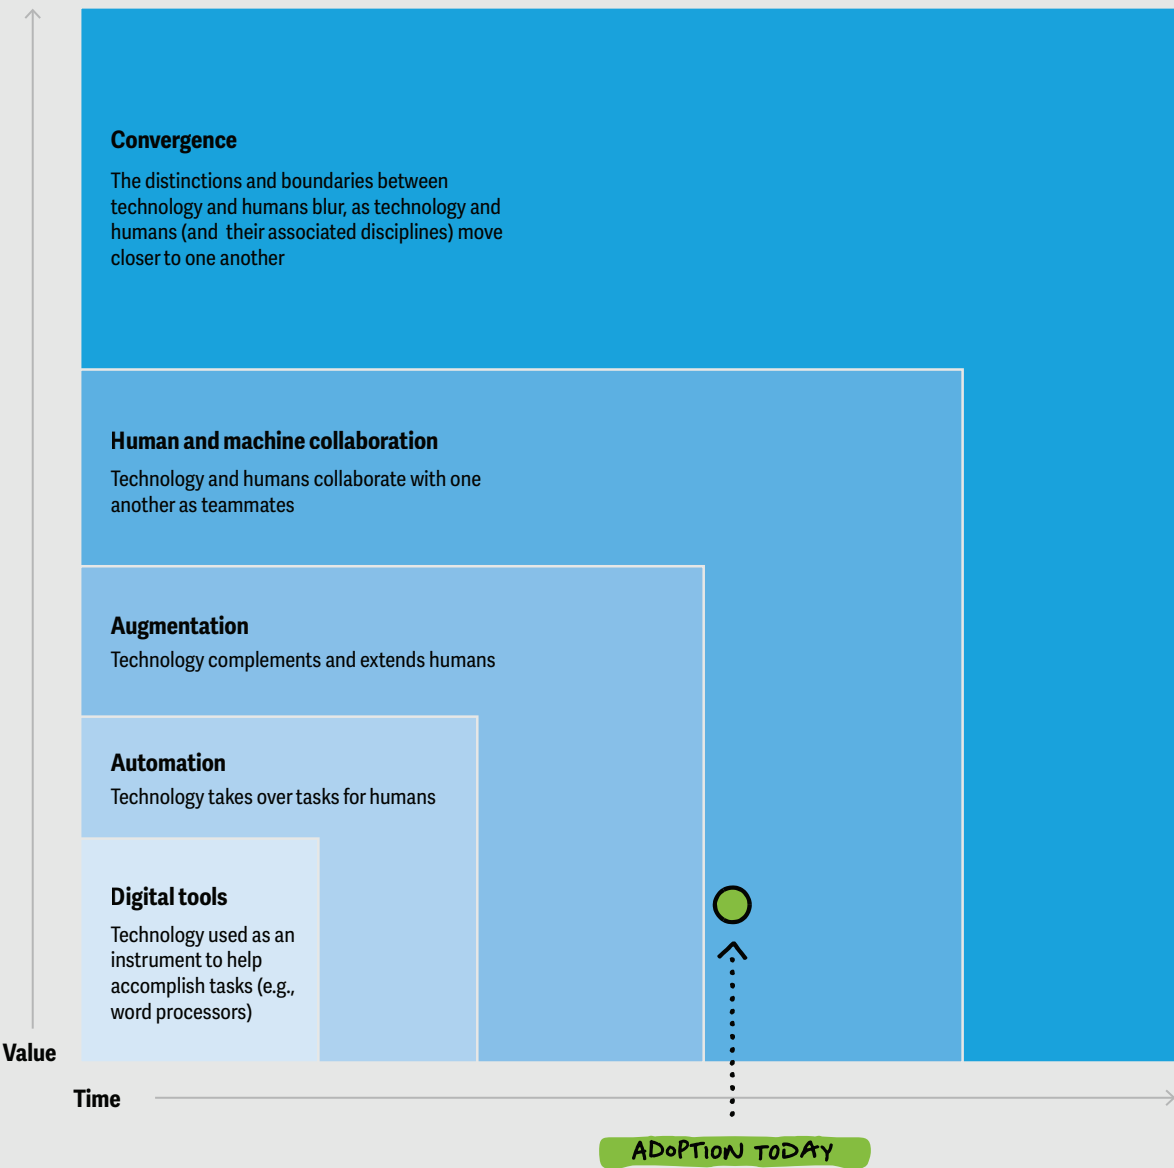 Convergence
The distinctions and boundaries between
technology and humans blur, as technology and
humans (and their associated disciplines) move
closer to one another
Human and machine collaboration
Technology and humans collaborate with one
another as teammates
Augmentation
Technology complements and extends humans
Automation
Technology takes over tasks for humans
Digital tools
Technology used as an
instrument to help
accomplish tasks (e.g.,
word processors)
Value
Time
ADOPTION TODAY